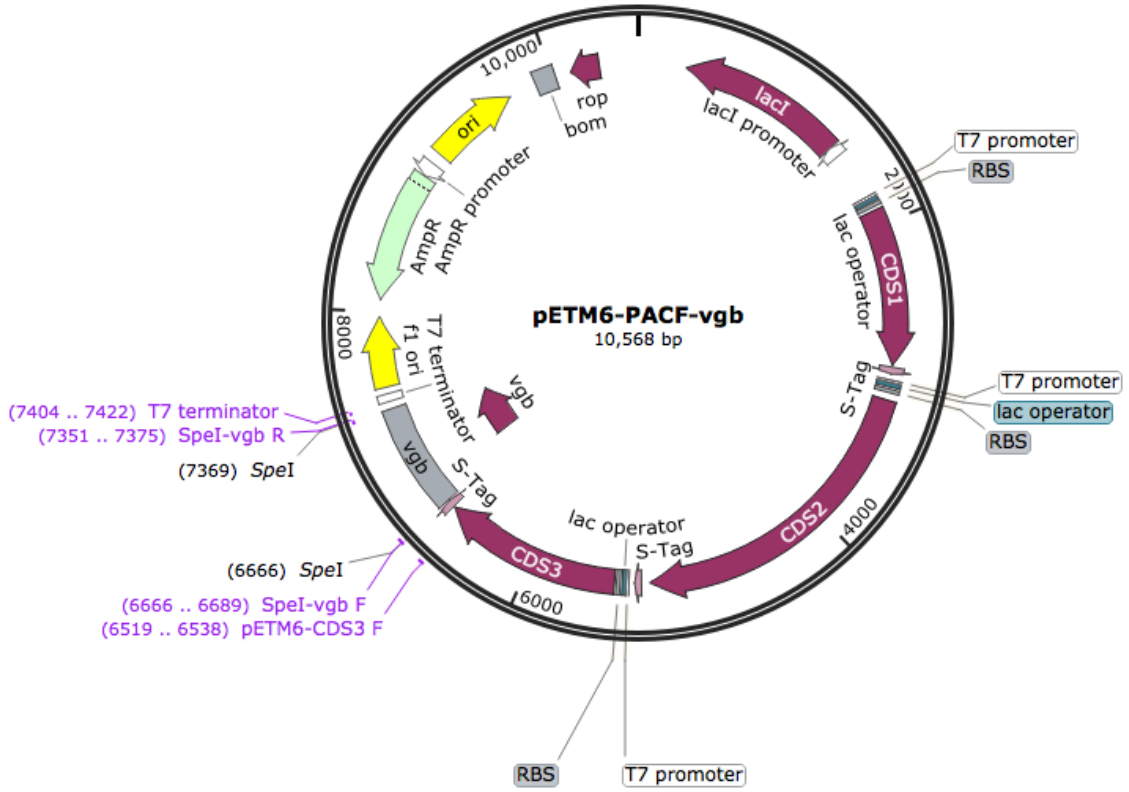 10,000
rop
bom
ori
AmpR promoter
AmpR
lacI
lacI promoter
T7 promoter
RBS
2000
lac operator
CDS1
pETM6-PACF-vgb
10,568 bp
8000
f1 ori
T7 terminator
vgb
S-Tag
T7 promoter
lac operator
RBS
(7404 .. 7422) T7 terminator
(7351 .. 7375) SpeI-vgb R
(7369) SpeI
vgb
S-Tag
CDS2
4000
lac operator
S-Tag
CDS3
6000
(6666) SpeI
(6666 .. 6689) SpeI-vgb F
(6519 .. 6538) pETM6-CDS3 F
RBS
T7 promoter